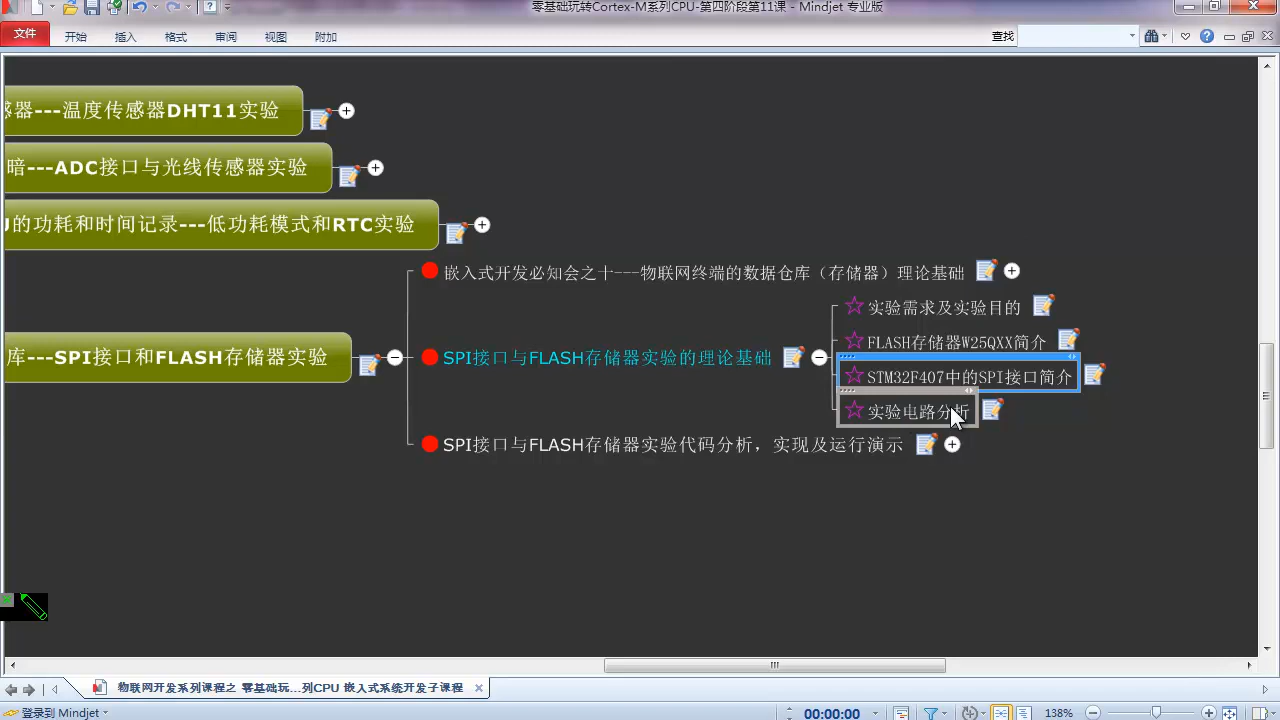 零基础玩转Cortex-M系列CPU-第四阶段第11课 - Mindjet 专业版
文件 开始 插入 格式 审阅 视图 附加 查找
感器---温度传感器DHT11实验
暗---ADC接口与光线传感器实验
的功耗和时间记录---低功耗模式和RTC实验
嵌入式开发必知会之十---物联网终端的数据仓库（存储器）理论基础
实验需求及实验目的
FLASH存储器W25QXX简介
库---SPI接口和FLASH存储器实验
SPI接口与FLASH存储器实验的理论基础
STM32F407中的SPI接口简介
实验电路分析
SPI接口与FLASH存储器实验代码分析，实现及运行演示
物联网开发系列课程之 零基础玩...列CPU 嵌入式系统开发子课程
登录到 Mindjet
00:00:00
138%